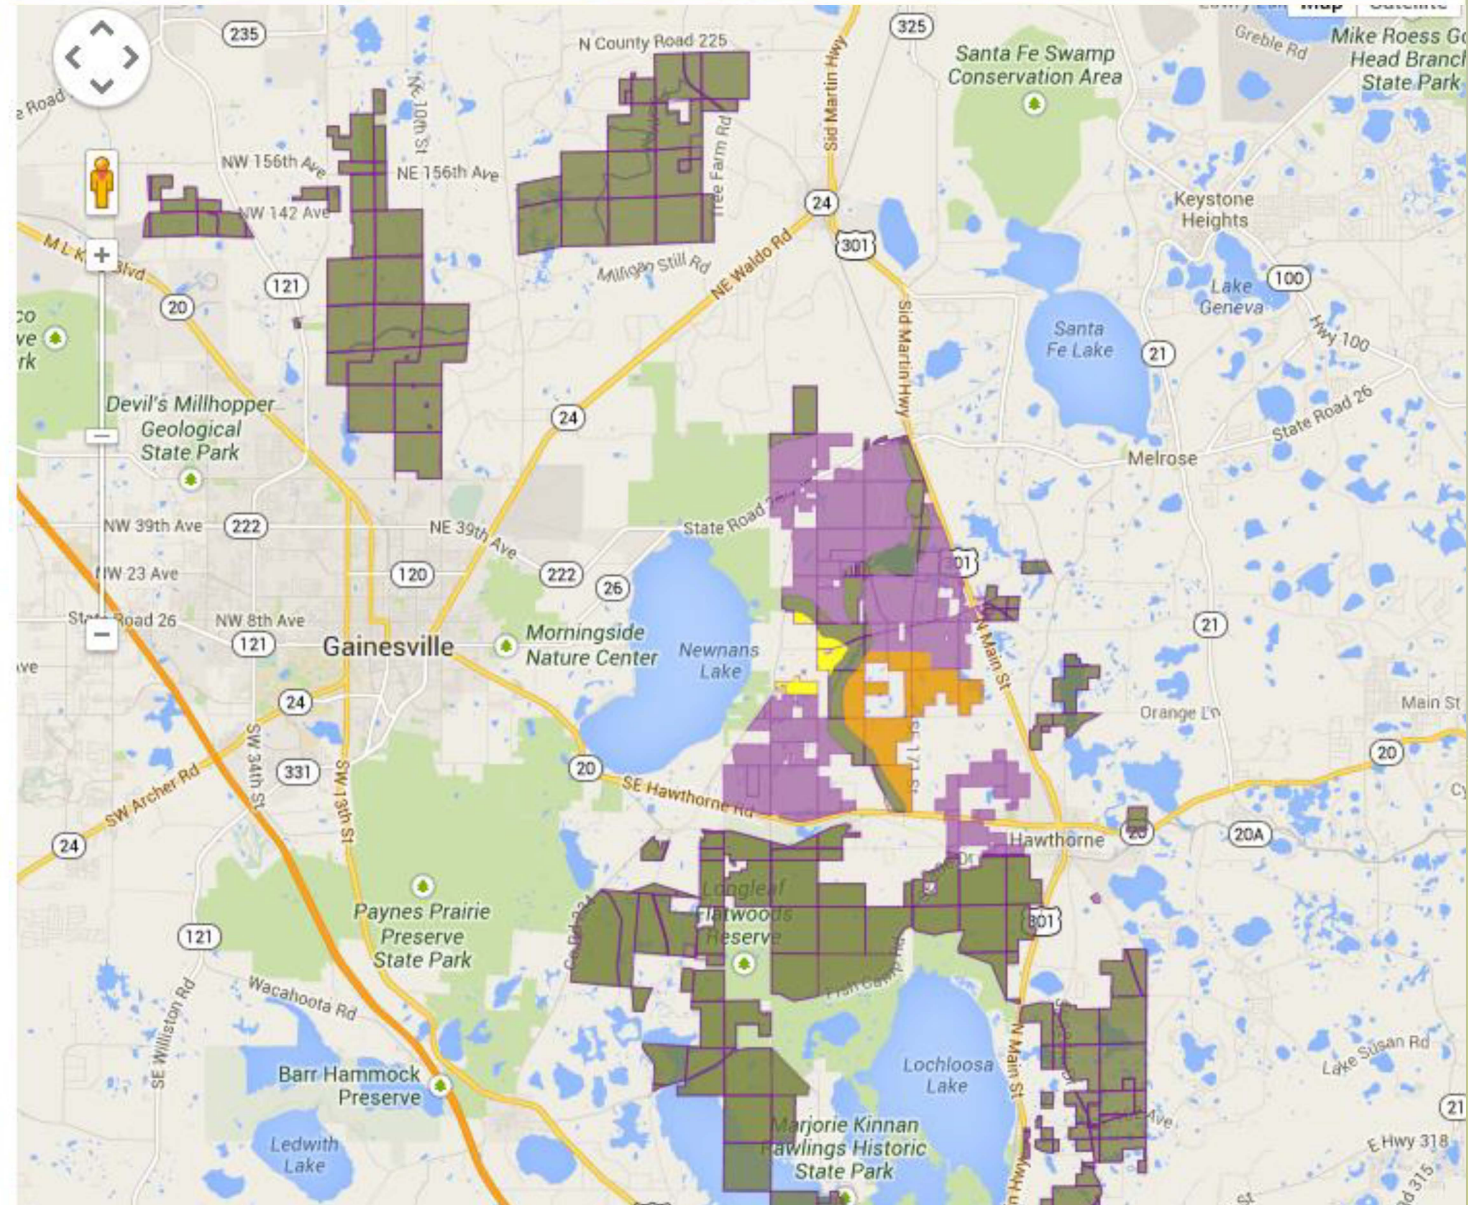 Map
235
325
N County Road 225
Sid Martin Hwy
Santa Fe Swamp
Conservation Area
Greble Rd
Mike Roess Go
Head Branch
State Park
NE 10th St
NW 156th Ave
NE 156th Ave
NW 142 Ave
Tree Farm Rd
Keystone
Heights
24
301
M L K
Blvd
121
20
Milligan Still Rd
NE Waldo Rd
100
Lake
Geneva
Hwy 100
Santa
Fe Lake
21
Sid Martin Hwy
State Road 26
Devil's Millhopper
Geological
State Park
24
Melrose
NW 39th Ave
222
NE 39th Ave
State Road
NW 23 Ave
120
222
26
301
State Road 26
NW 8th Ave
121
Gainesville
Morningside
Nature Center
Newnans
Lake
N Main St
21
24
Main St
SW 34th St
331
SW 13th St
SW Archer Rd
20
SE Hawthorne Rd
20
24
Hawthorne
20
20A
Longleaf
Flatwoods
Reserve
Paynes Prairie
Preserve
State Park
121
301
Wacahoota Rd
SE Williston Rd
Fish Camp Rd
Barr Hammock
Preserve
Lochloosa
Lake
N Main St
Lake Susan Rd
Ave
21
Ledwith
Lake
Marjorie Kinnan
Rawlings Historic
State Park
E Hwy 318
St